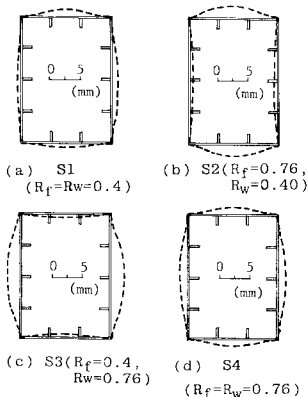 0 5
(mm)
0 5
(mm)
(a) S1
(Rf=Rw=0.4)
(b) S2(Rf=0.76,
Rw=0.40)
0 5
(mm)
0 5
(mm)
(c) S3(Rf=0.4,
Rw=0.76)
(d) S4
(Rf=Rw=0.76)